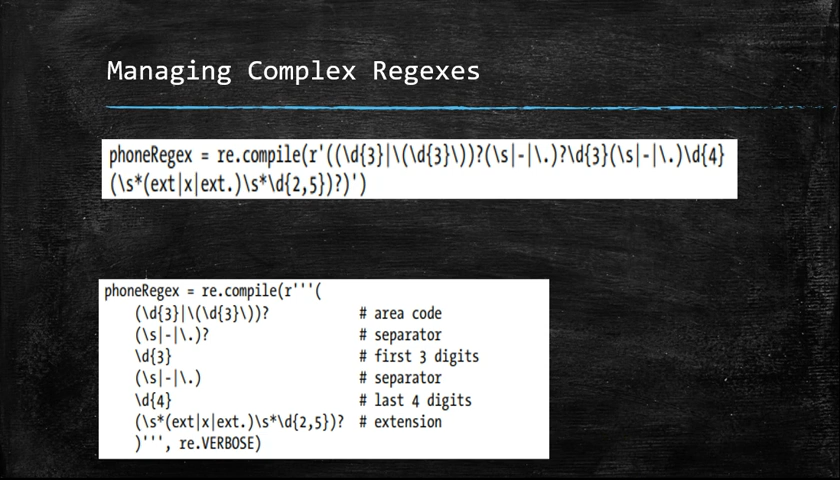 Managing Complex Regexes
phoneRegex = re.compile(r'((\d{3}|\(\d{3}\))?(\s|-|\.)?\d{3}(\s|-|\.)\d{4}
(\s*(ext|x|ext.)\s*\d{2,5})?)')
phoneRegex = re.compile(r'''(
(\d{3}|\(\d{3}\))? # area code
(\s|-|\.)? # separator
\d{3} # first 3 digits
(\s|-|\.) # separator
\d{4} # last 4 digits
(\s*(ext|x|ext.)\s*\d{2,5})? # extension
)''', re.VERBOSE)